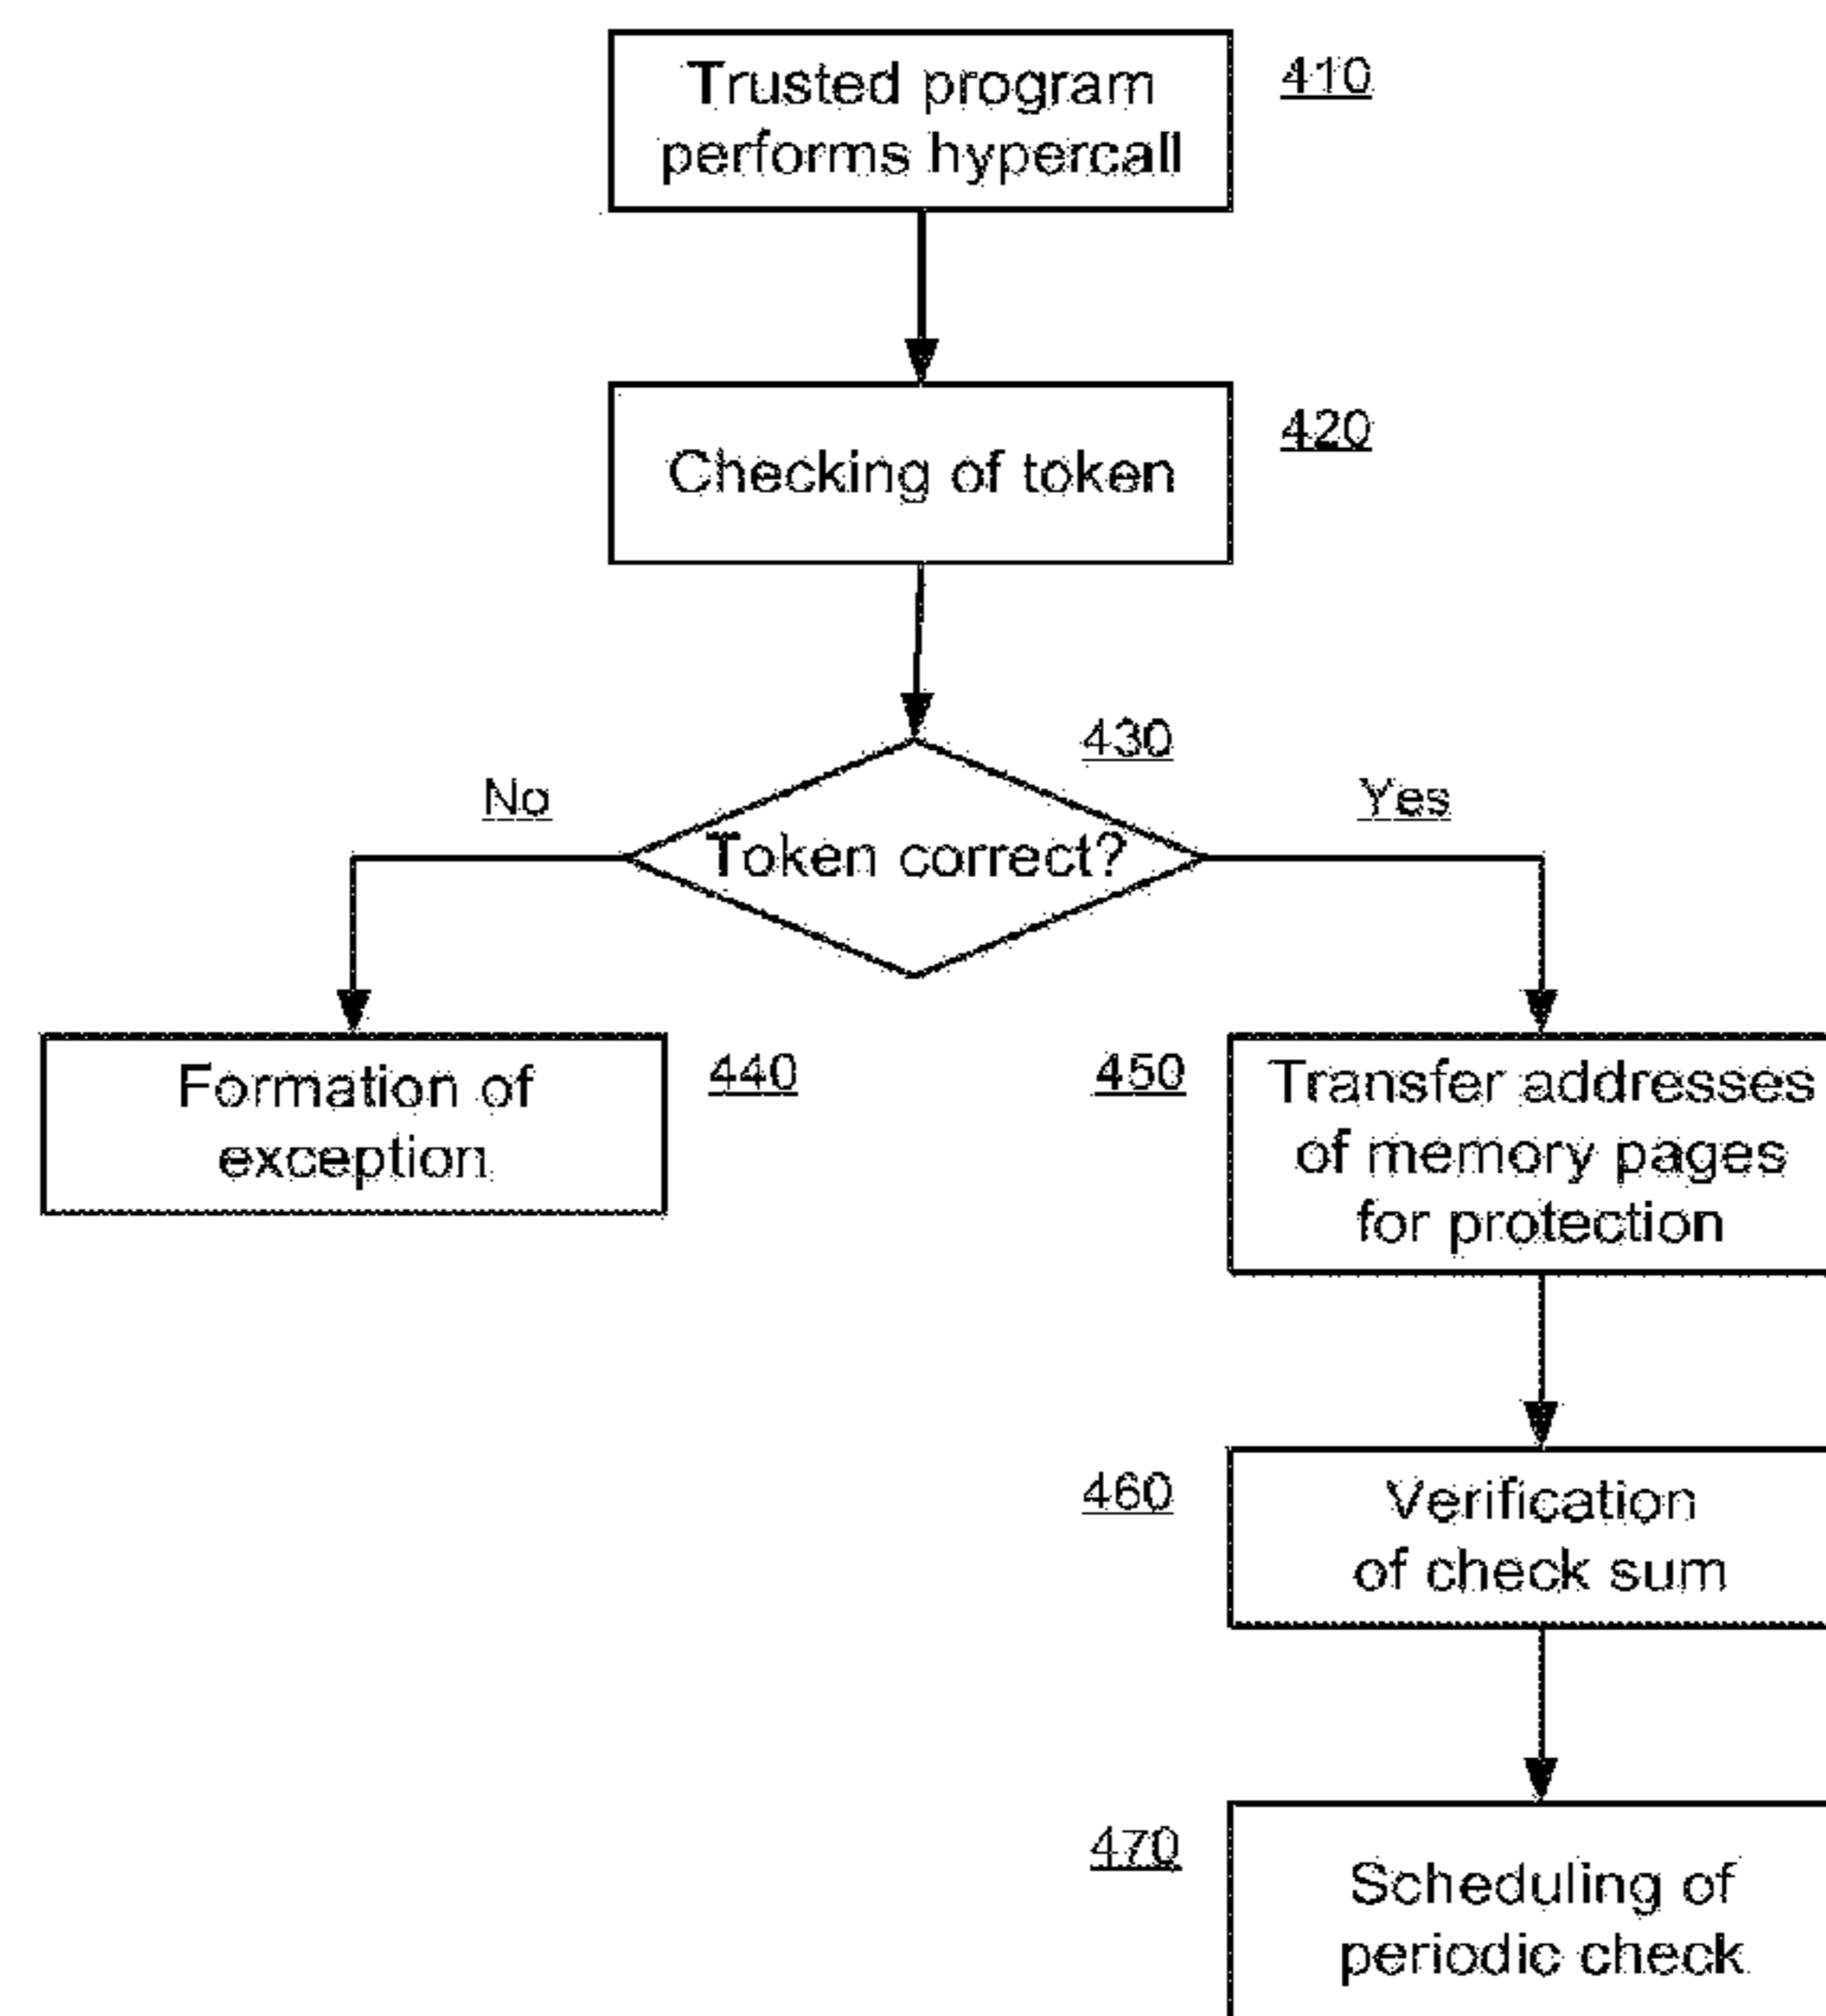 Trusted program
performs hypercall
410
Checking of token
420
430
No
Yes
Token correct?
Formation of
exception
440
450
Transfer addresses
of memory pages
for protection
460
Verification
of check sum
470
Scheduling of
periodic check